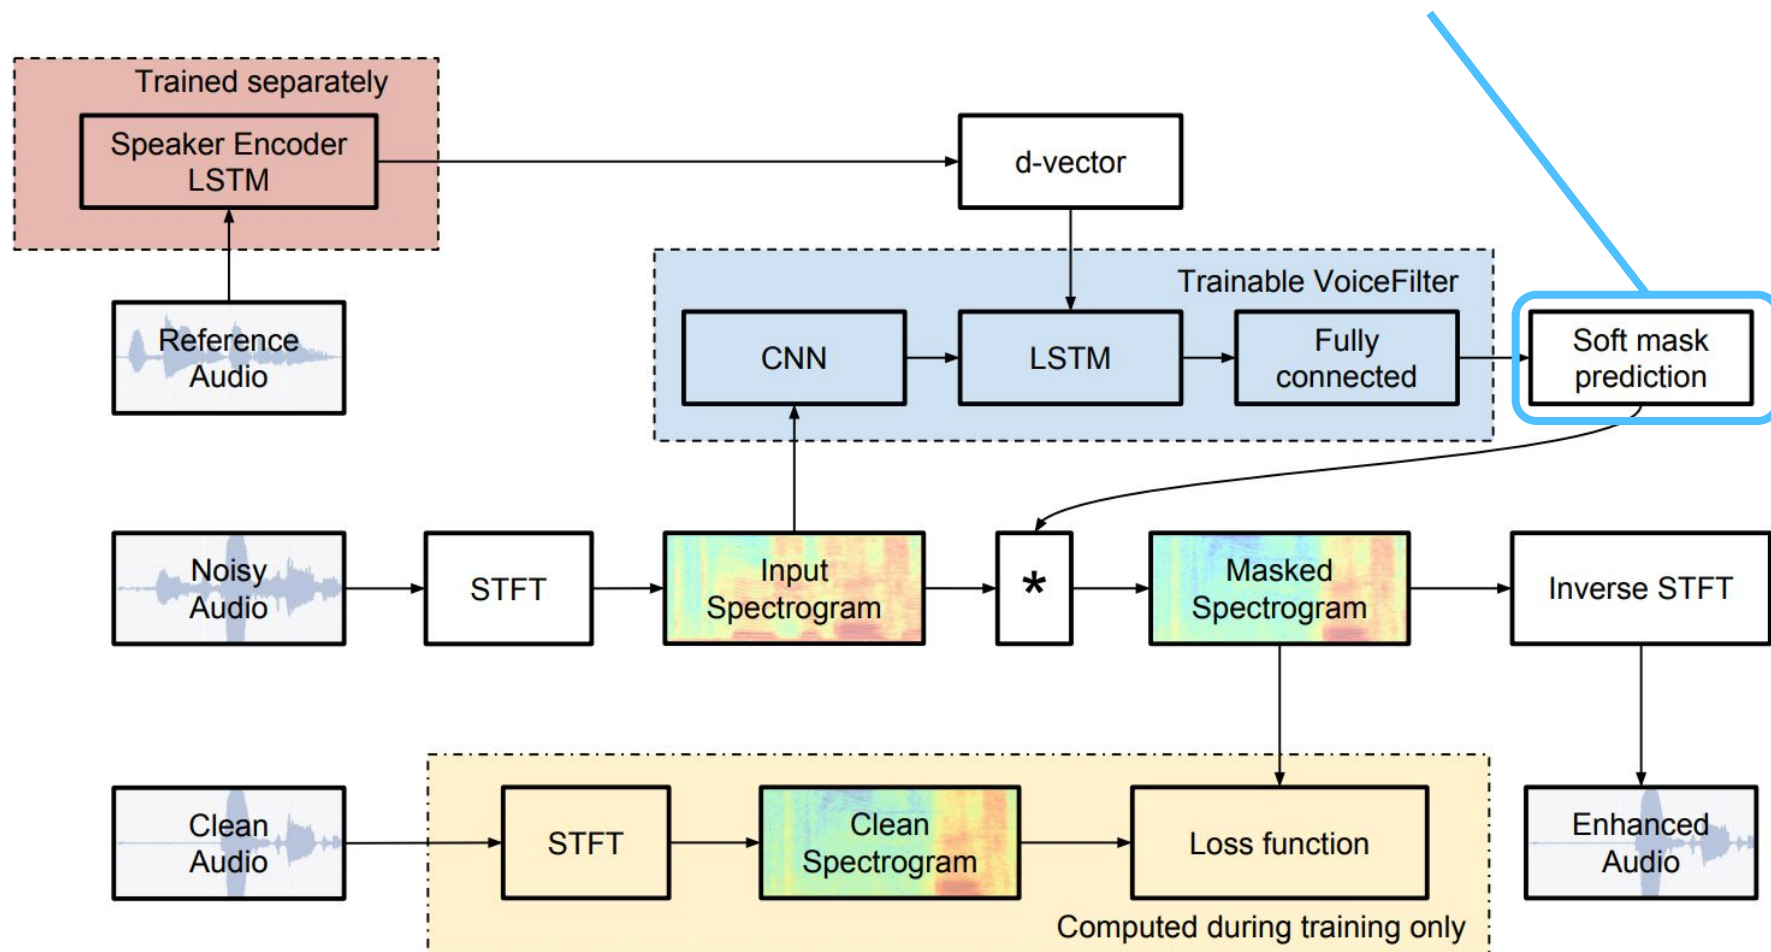 Trained separately
Speaker Encoder
LSTM
d-vector
Reference
Audio
Trainable VoiceFilter
CNN
LSTM
Fully
connected
Soft mask
prediction
Noisy
Audio
STFT
Input
Spectrogram
*
Masked
Spectrogram
Inverse STFT
Clean
Audio
STFT
Clean
Spectrogram
Loss function
Enhanced
Audio
Computed during training only